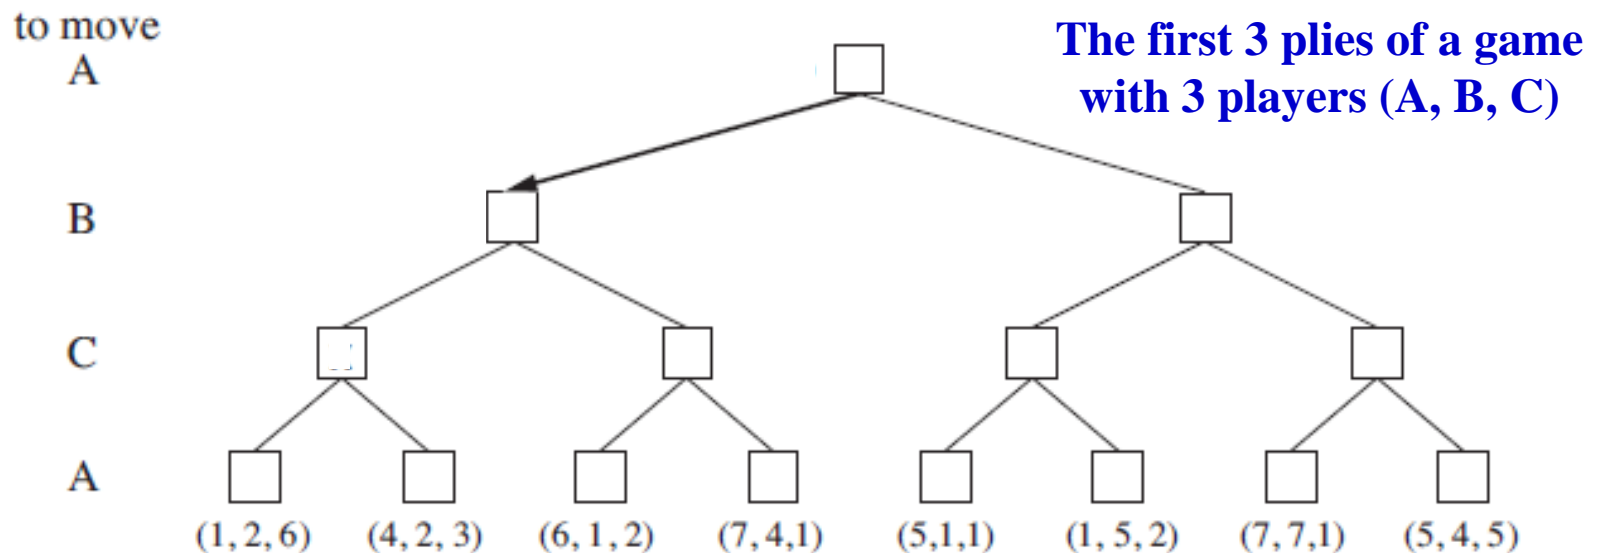 to move
A
The first 3 plies of a game
with 3 players (A, B, C)
B
C
A
(1, 2, 6) (4, 2, 3) (6, 1, 2) (7, 4,1) (5,1,1) (1, 5, 2) (7, 7,1) (5, 4, 5)